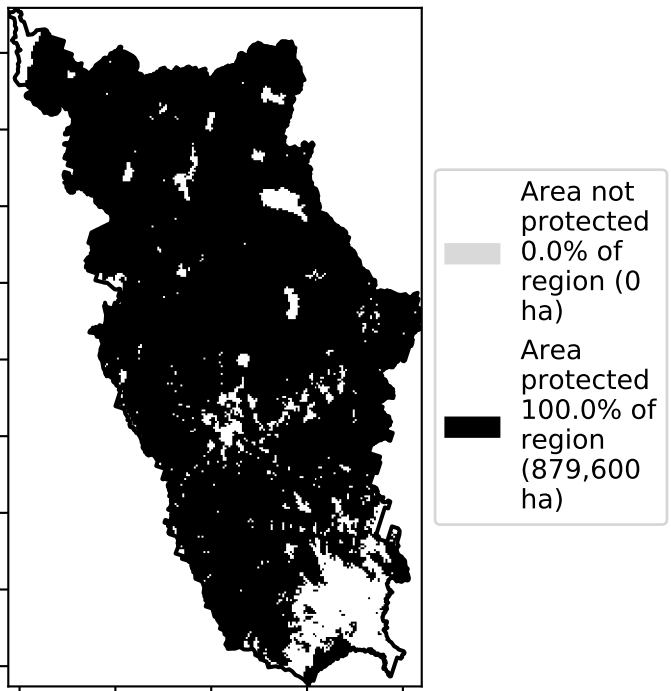 Area not
protected
0.0% of
region (0
ha)
Area
protected
100.0% of
region
(879,600
ha)